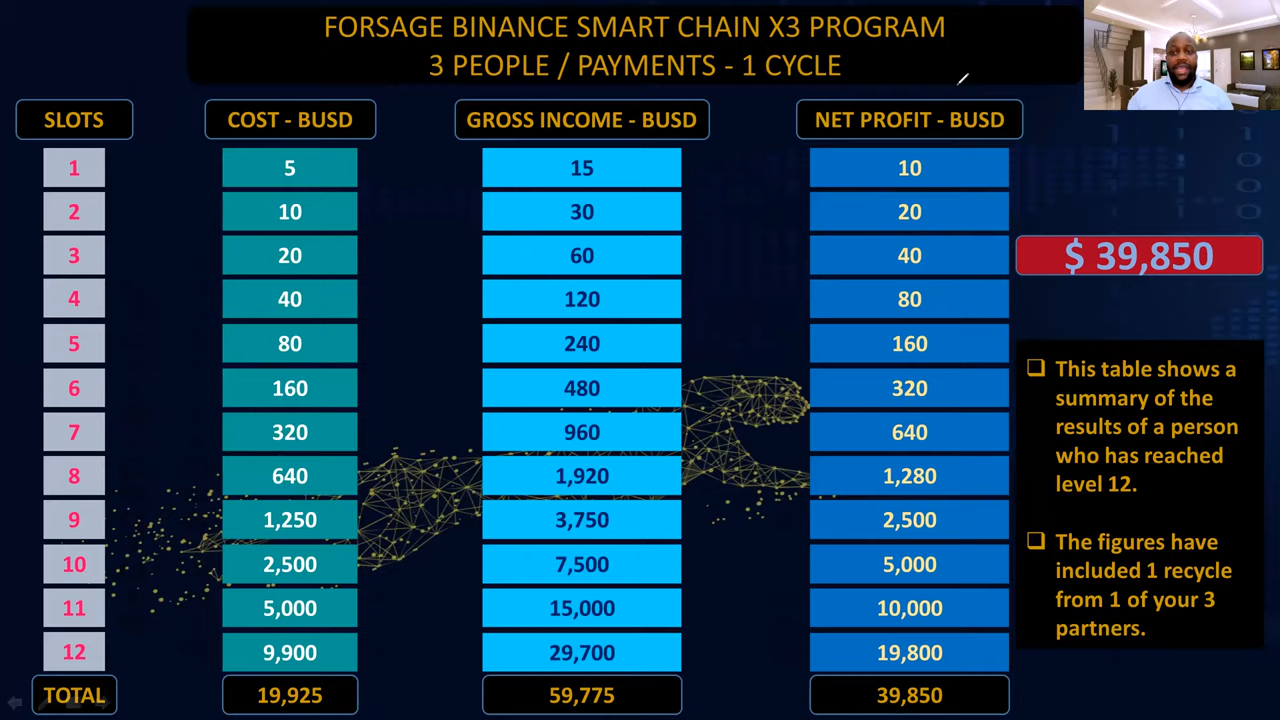 FORSAGE BINANCE SMART CHAIN X3 PROGRAM
3 PEOPLE / PAYMENTS - 1 CYCLE
SLOTS COST - BUSD GROSS INCOME - BUSD NET PROFIT - BUSD
1 5 15 10
2 10 30 20
3 20 60 40
$ 39,850
4 40 120 80
5 80 240 160
6 160 480 320
7 320 960 640
8 640 1,920 1,280
9 1,250 3,750 2,500
10 2,500 7,500 5,000
11 5,000 15,000 10,000
12 9,900 29,700 19,800
TOTAL 19,925 59,775 39,850
This table shows a
summary of the
results of a person
who has reached
level 12.
The figures have
included 1 recycle
from 1 of your 3
partners.